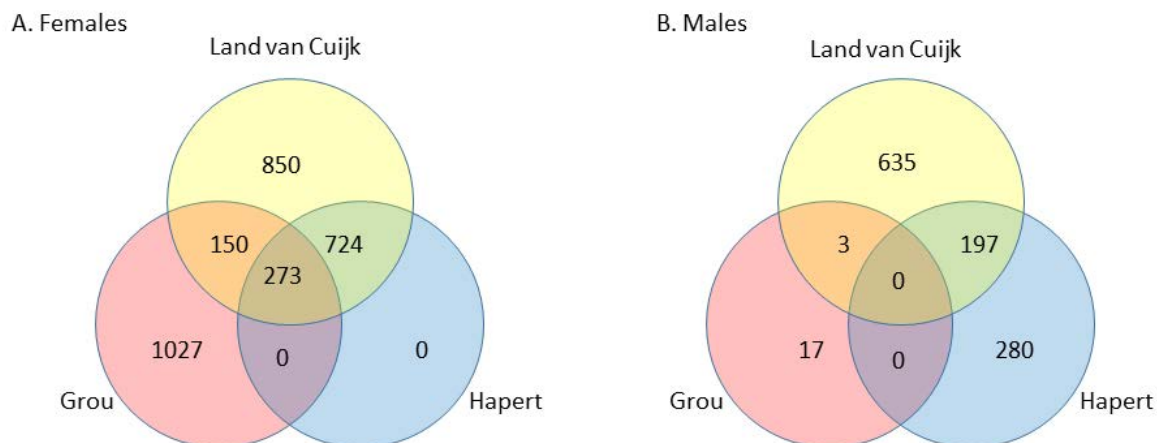 A. Females
Land van Cuijk
850
150
724
273
1027
0
0
Grou
Hapert
B. Males
Land van Cuijk
635
3
197
0
17
0
280
Grou
Hapert